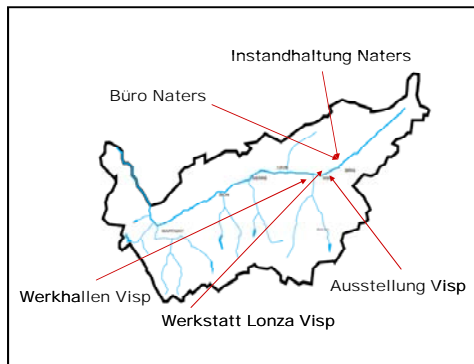 Instandhaltung Naters
Büro Naters
Ausstellung Visp
Werkhallen Visp
Werkstatt Lonza Visp